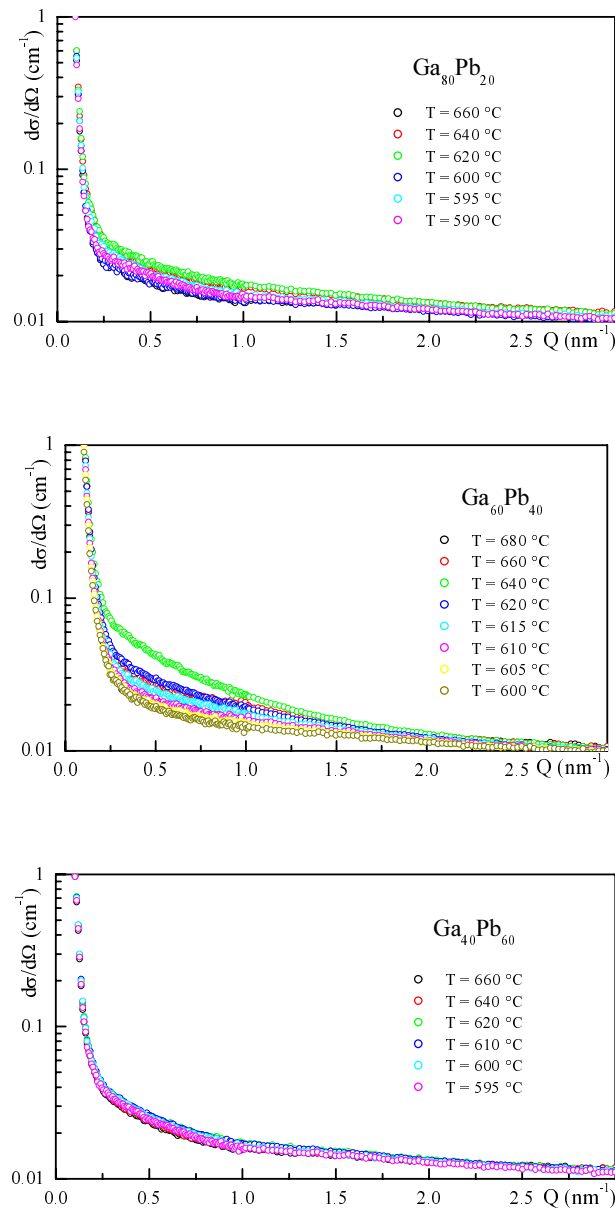 dσ/dΩ (cm⁻¹)
1
0.1
0.01
Ga₈₀Pb₂₀
T = 660 °C
T = 640 °C
T = 620 °C
T = 600 °C
T = 595 °C
T = 590 °C
0.0 0.5 1.0 1.5 2.0 2.5
Q (nm⁻¹)
dσ/dΩ (cm⁻¹)
1
0.1
0.01
Ga₆₀Pb₄₀
T = 680 °C
T = 660 °C
T = 640 °C
T = 620 °C
T = 615 °C
T = 610 °C
T = 605 °C
T = 600 °C
0.0 0.5 1.0 1.5 2.0 2.5
Q (nm⁻¹)
dσ/dΩ (cm⁻¹)
1
0.1
0.01
Ga₄₀Pb₆₀
T = 660 °C
T = 640 °C
T = 620 °C
T = 610 °C
T = 600 °C
T = 595 °C
0.0 0.5 1.0 1.5 2.0 2.5
Q (nm⁻¹)